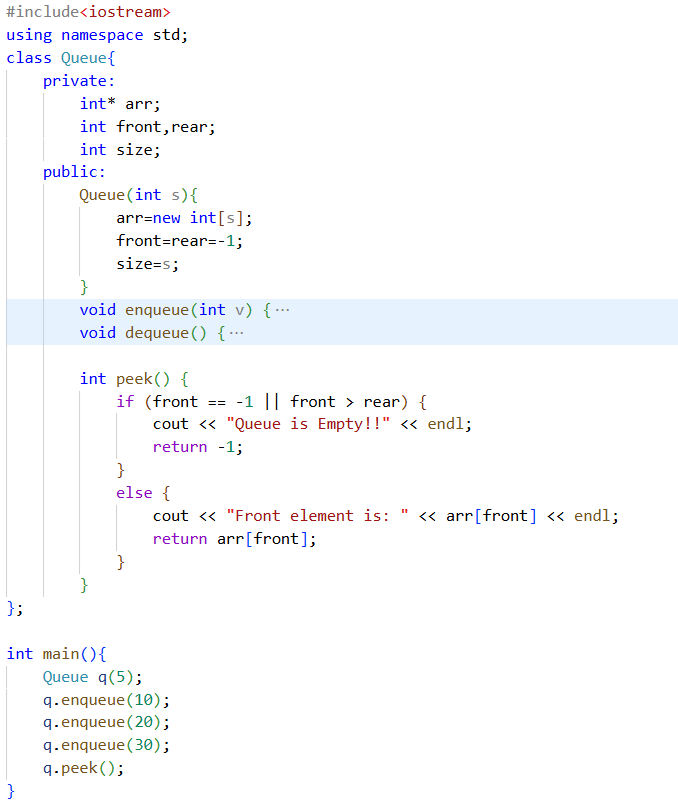 #include<iostream>
using namespace std;
class Queue{
    private:
        int* arr;
        int front,rear;
        int size;
    public:
        Queue(int s){
            arr=new int[s];
            front=rear=-1;
            size=s;
        }
        void enqueue(int v) {···
        void dequeue() {···

        int peek() {
            if (front == -1 || front > rear) {
                cout << "Queue is Empty!!" << endl;
                return -1;
            }
            else {
                cout << "Front element is: " << arr[front] << endl;
                return arr[front];
            }
        }
};

int main(){
    Queue q(5);
    q.enqueue(10);
    q.enqueue(20);
    q.enqueue(30);
    q.peek();
}